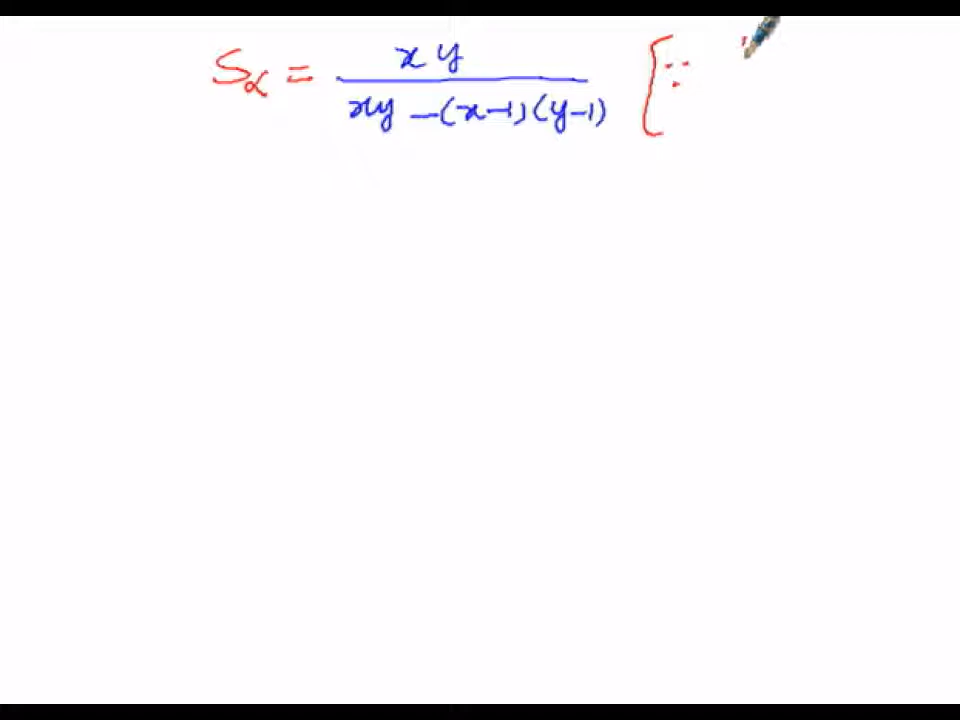 Sα = xy / xy −(x−1)(y−1) [∵